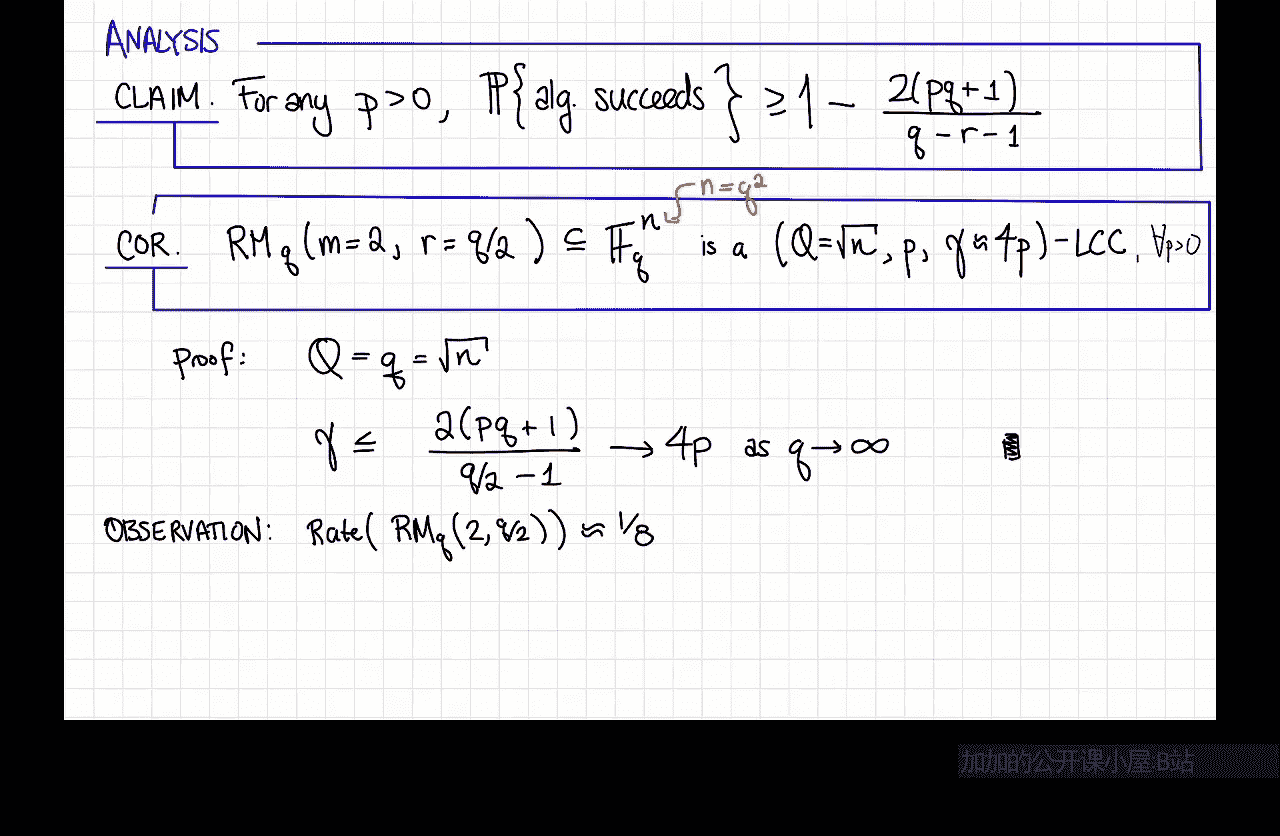 ANALYSIS
CLAIM. For any p>0, ℙ{alg. succeeds} ≥ 1 − 2(pq+1) / (q−r−1)
n=q²
COR. RM_q(m=2, r=q/2) ⊆ 𝔽_q^n is a (Q=√n, p, γ≈4p)-LCC, ∀p>0
proof: Q = q = √n
γ ≤ 2(pq+1) / (q/2 −1) → 4p as q→∞
OBSERVATION: Rate( RM_q(2, q/2)) ≈ 1/8
加加的公开课小屋 B站